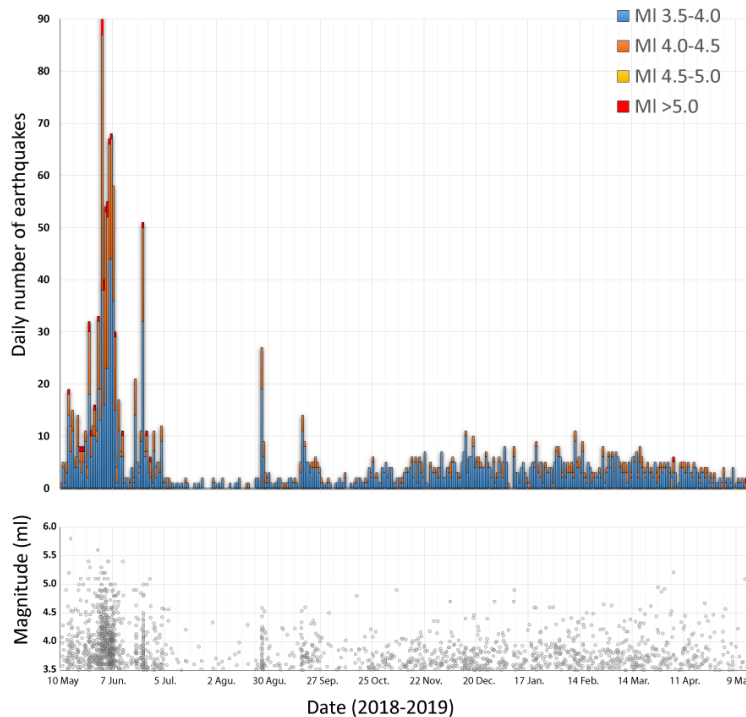 Ml 3.5-4.0
Ml 4.0-4.5
Ml 4.5-5.0
Ml >5.0
Daily number of earthquakes
90
80
70
60
50
40
30
20
10
0
Magnitude (ml)
6.0
5.5
5.0
4.5
4.0
3.5
10 May 7 Jun. 5 Jul. 2 Agu. 30 Agu. 27 Sep. 25 Oct. 22 Nov. 20 Dec. 17 Jan. 14 Feb. 14 Mar. 11 Apr. 9 Ma
Date (2018-2019)